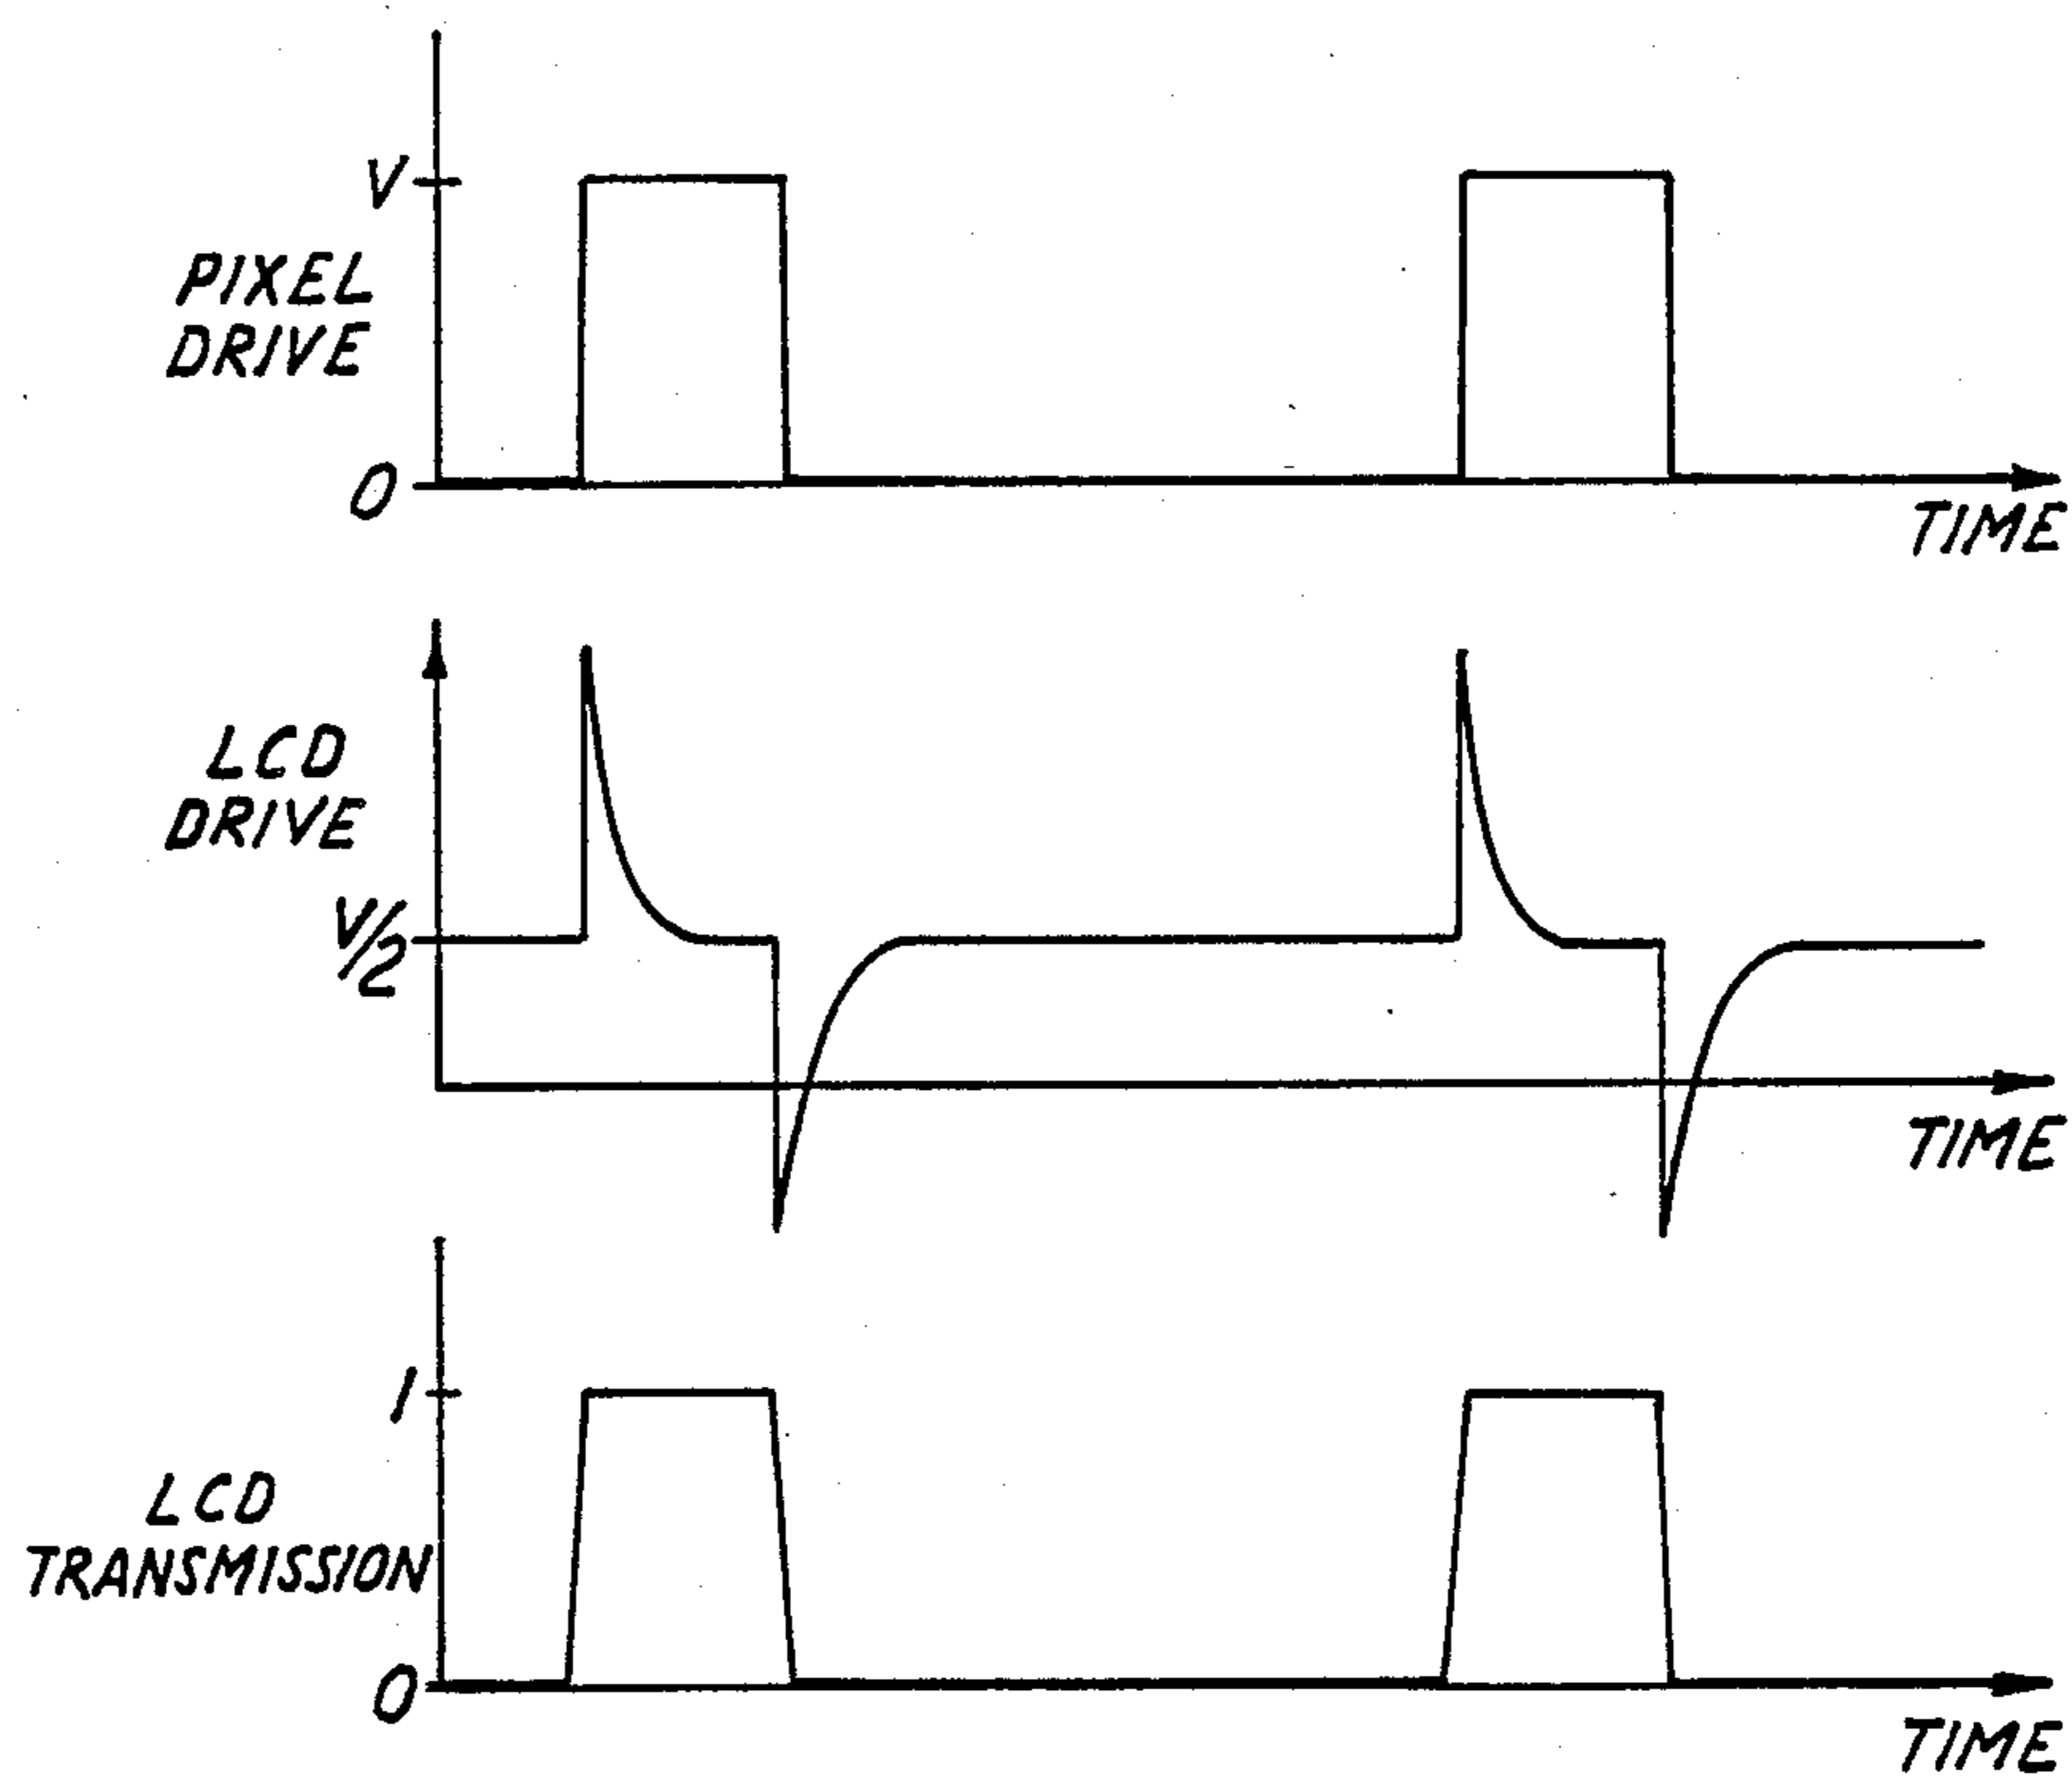 V
PIXEL
DRIVE
0
TIME
LCD
DRIVE
V/2
TIME
1
LCD
TRANSMISSION
0
TIME